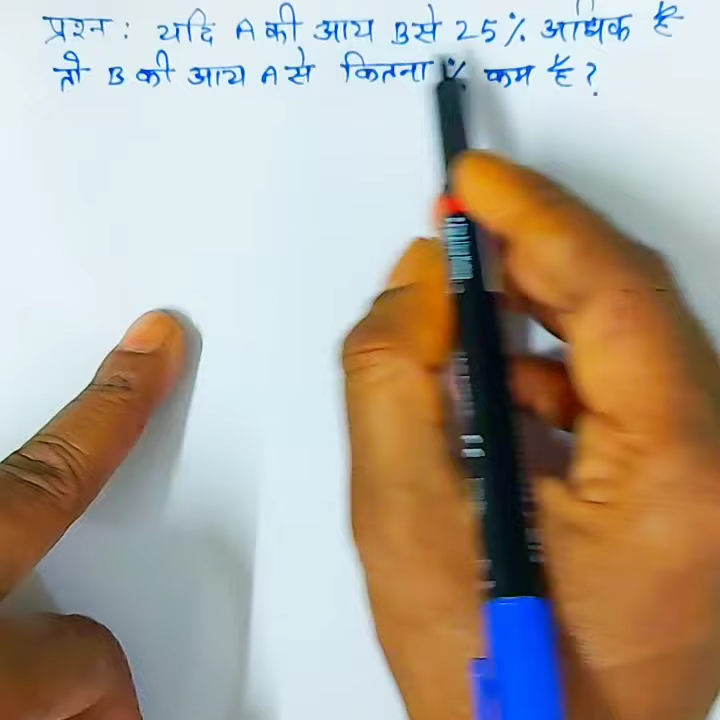 प्रश्न : यदि A की आय B से 25% अधिक है
तो B की आय A से कितना % कम है ?